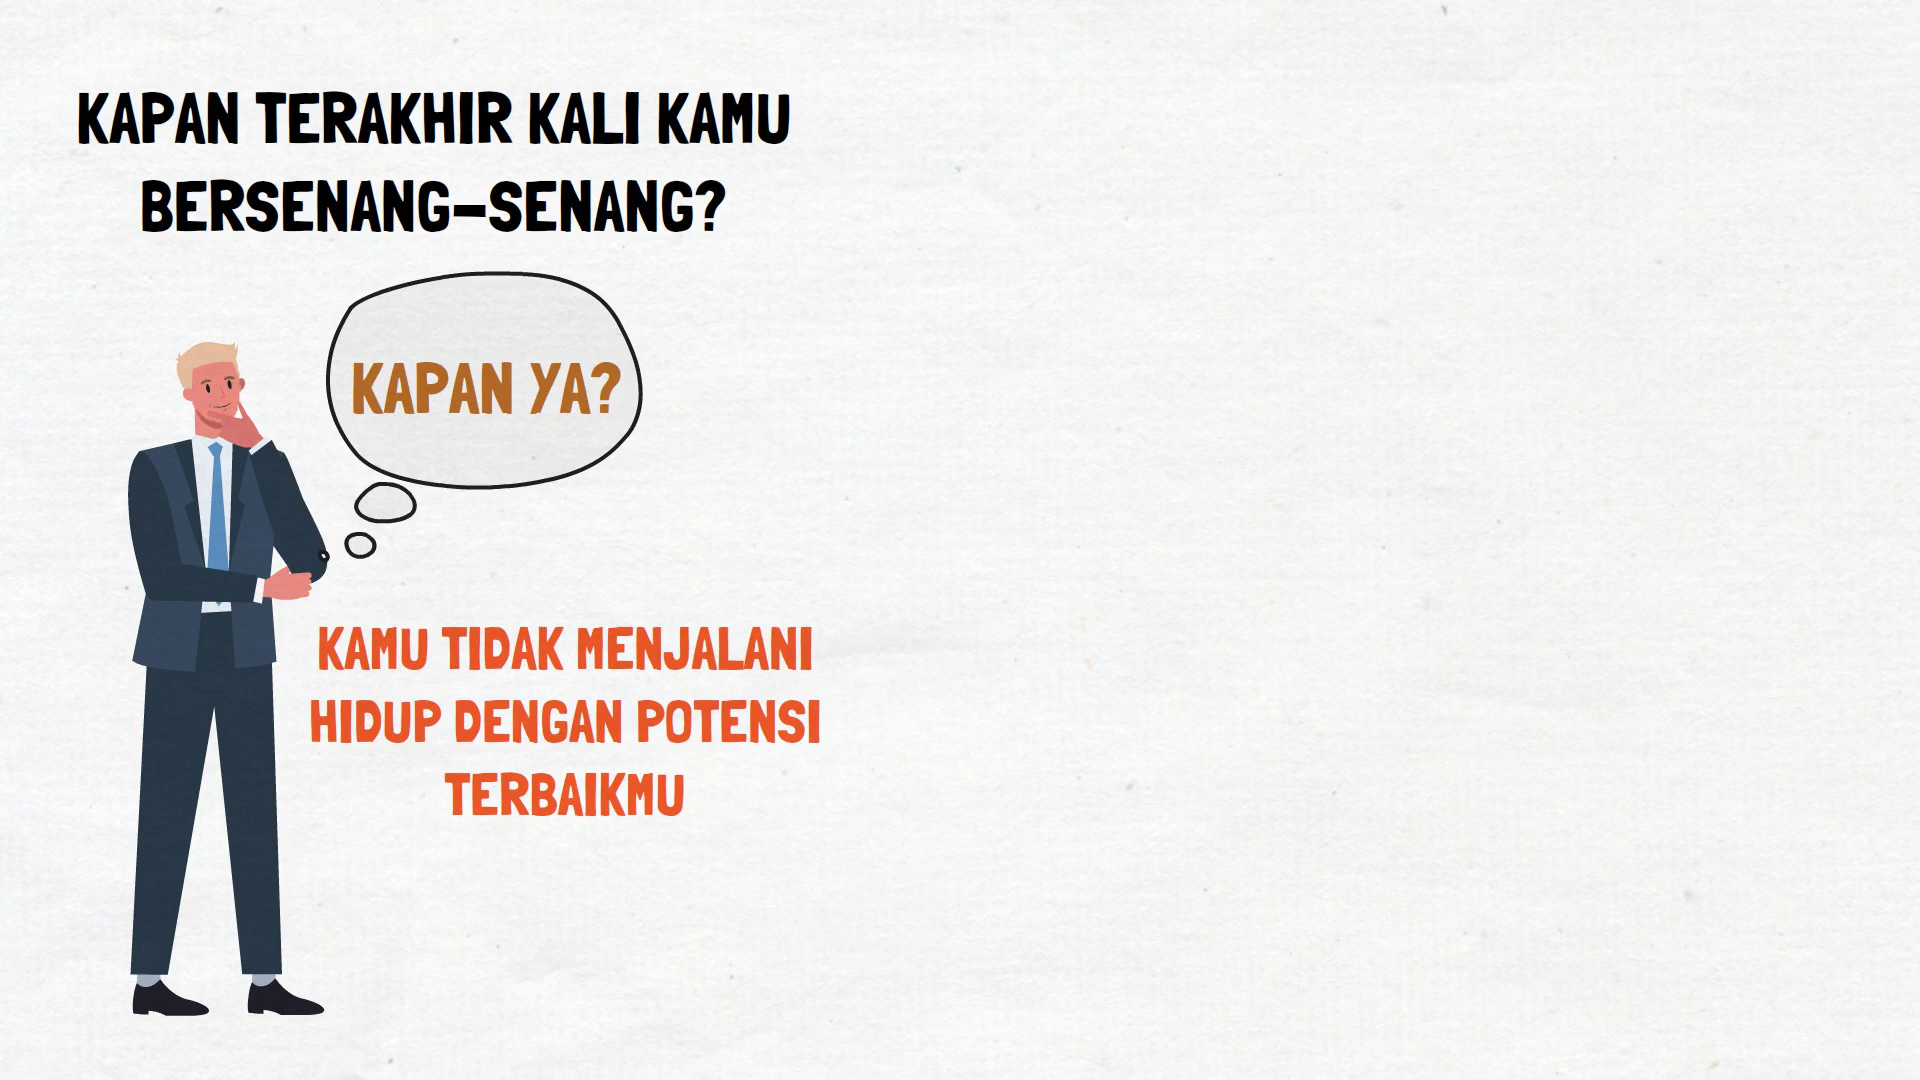 KAPAN TERAKHIR KALI KAMU
BERSENANG-SENANG?
KAPAN YA?
KAMU TIDAK MENJALANI
HIDUP DENGAN POTENSI
TERBAIKMU